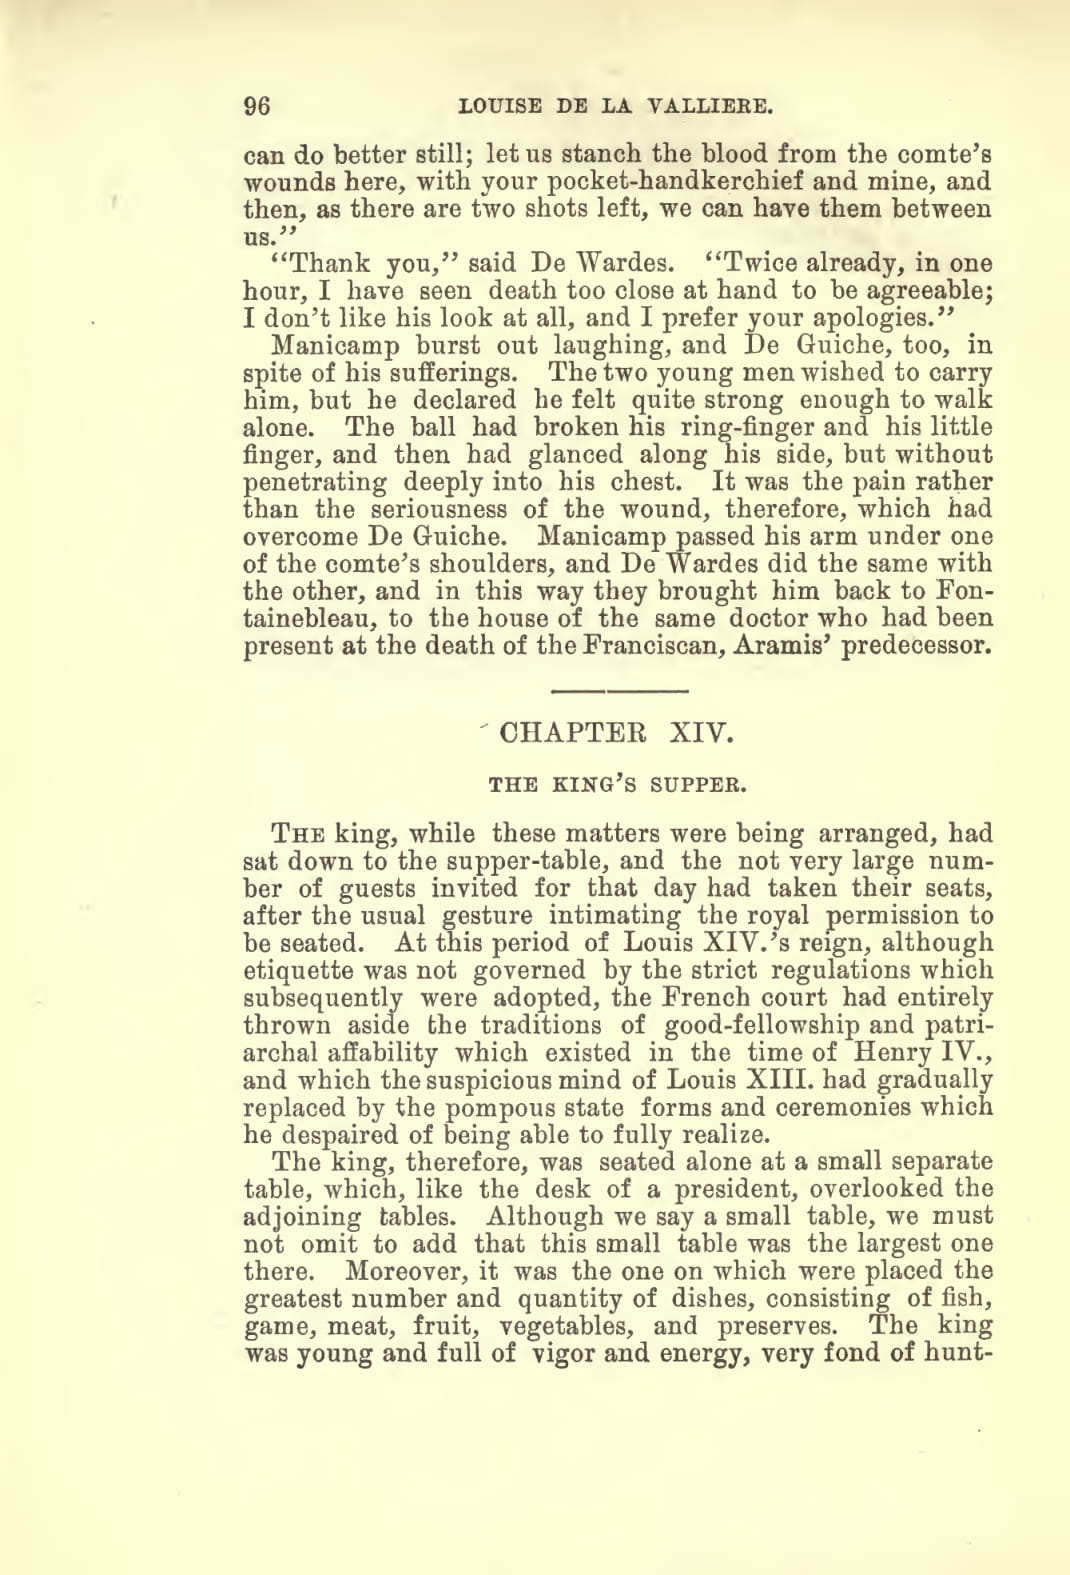 96 LOUISE DE LA VALLIERE.
can do better still; let us stanch the blood from the comte's
wounds here, with your pocket-handkerchief and mine, and
then, as there are two shots left, we can have them between
us."
"Thank you," said De Wardes. "Twice already, in one
hour, I have seen death too close at hand to be agreeable;
I don't like his look at all, and I prefer your apologies."
Manicamp burst out laughing, and De Guiche, too, in
spite of his sufferings. The two young men wished to carry
him, but he declared he felt quite strong enough to walk
alone. The ball had broken his ring-finger and his little
finger, and then had glanced along his side, but without
penetrating deeply into his chest. It was the pain rather
than the seriousness of the wound, therefore, which had
overcome De Guiche. Manicamp passed his arm under one
of the comte's shoulders, and De Wardes did the same with
the other, and in this way they brought him back to Fon-
tainebleau, to the house of the same doctor who had been
present at the death of the Franciscan, Aramis' predecessor.
CHAPTER XIV.
THE KING'S SUPPER.
THE king, while these matters were being arranged, had
sat down to the supper-table, and the not very large num-
ber of guests invited for that day had taken their seats,
after the usual gesture intimating the royal permission to
be seated. At this period of Louis XIV.'s reign, although
etiquette was not governed by the strict regulations which
subsequently were adopted, the French court had entirely
thrown aside the traditions of good-fellowship and patri-
archal affability which existed in the time of Henry IV.,
and which the suspicious mind of Louis XIII. had gradually
replaced by the pompous state forms and ceremonies which
he despaired of being able to fully realize.
The king, therefore, was seated alone at a small separate
table, which, like the desk of a president, overlooked the
adjoining tables. Although we say a small table, we must
not omit to add that this small table was the largest one
there. Moreover, it was the one on which were placed the
greatest number and quantity of dishes, consisting of fish,
game, meat, fruit, vegetables, and preserves. The king
was young and full of vigor and energy, very fond of hunt-